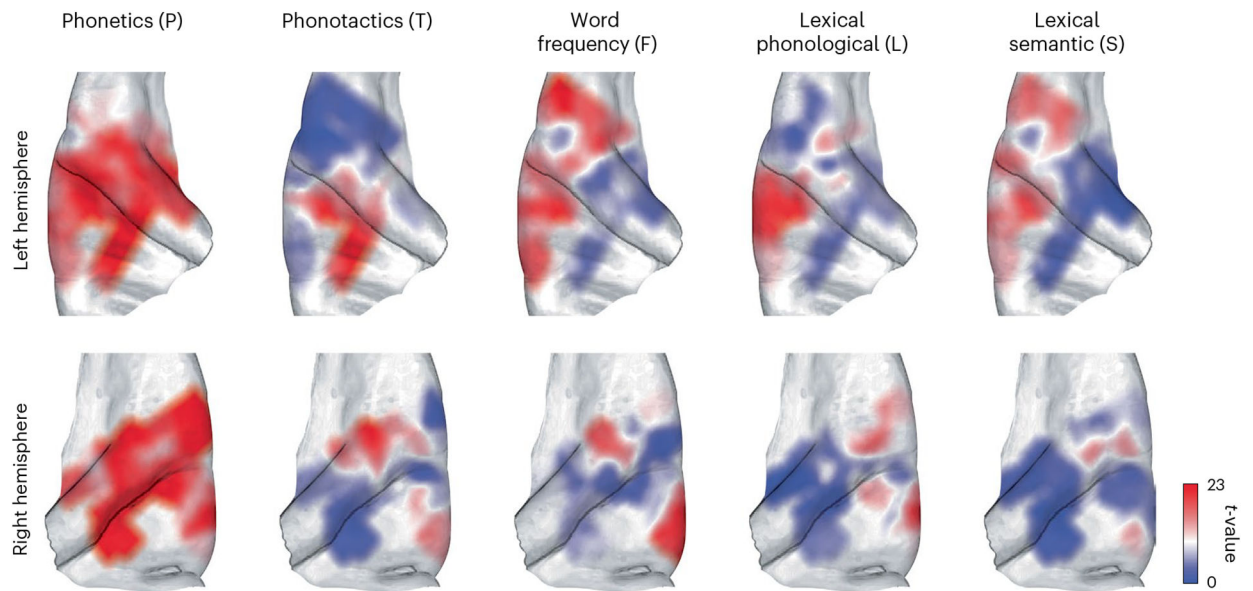 Phonetics (P)
Phonotactics (T)
Word
frequency (F)
Lexical
phonological (L)
Lexical
semantic (S)
Left hemisphere
Right hemisphere
23
t-value
0